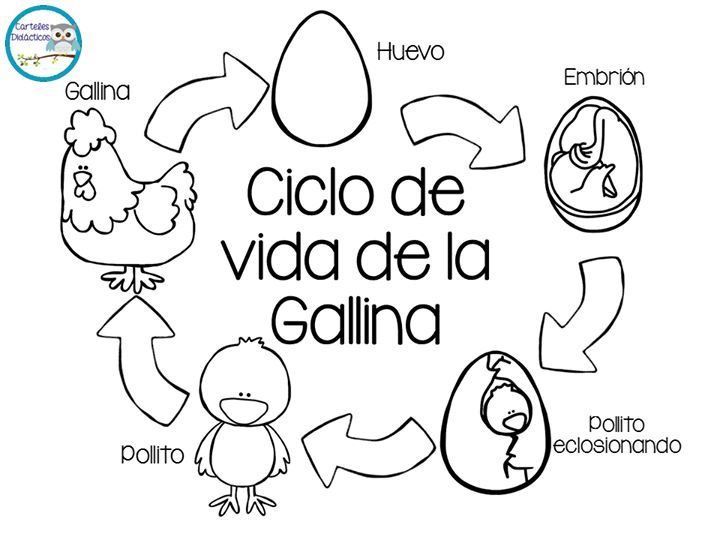 Carteles
Didácticos
Huevo
Gallina
Embrión
Ciclo de
vida de la
Gallina
pollito
eclosionando
pollito